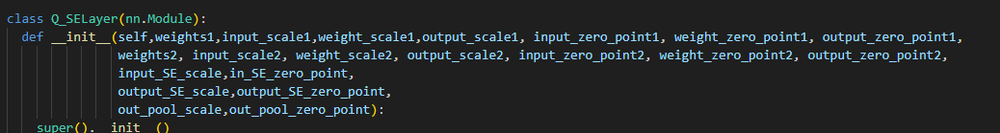 class Q_SELayer(nn.Module):
def __init__(self,weights1,input_scale1,weight_scale1,output_scale1, input_zero_point1, weight_zero_point1, output_zero_point1,
weights2, input_scale2, weight_scale2, output_scale2, input_zero_point2, weight_zero_point2, output_zero_point2,
input_SE_scale,in_SE_zero_point,
output_SE_scale,output_SE_zero_point,
out_pool_scale,out_pool_zero_point):
super().__init__()